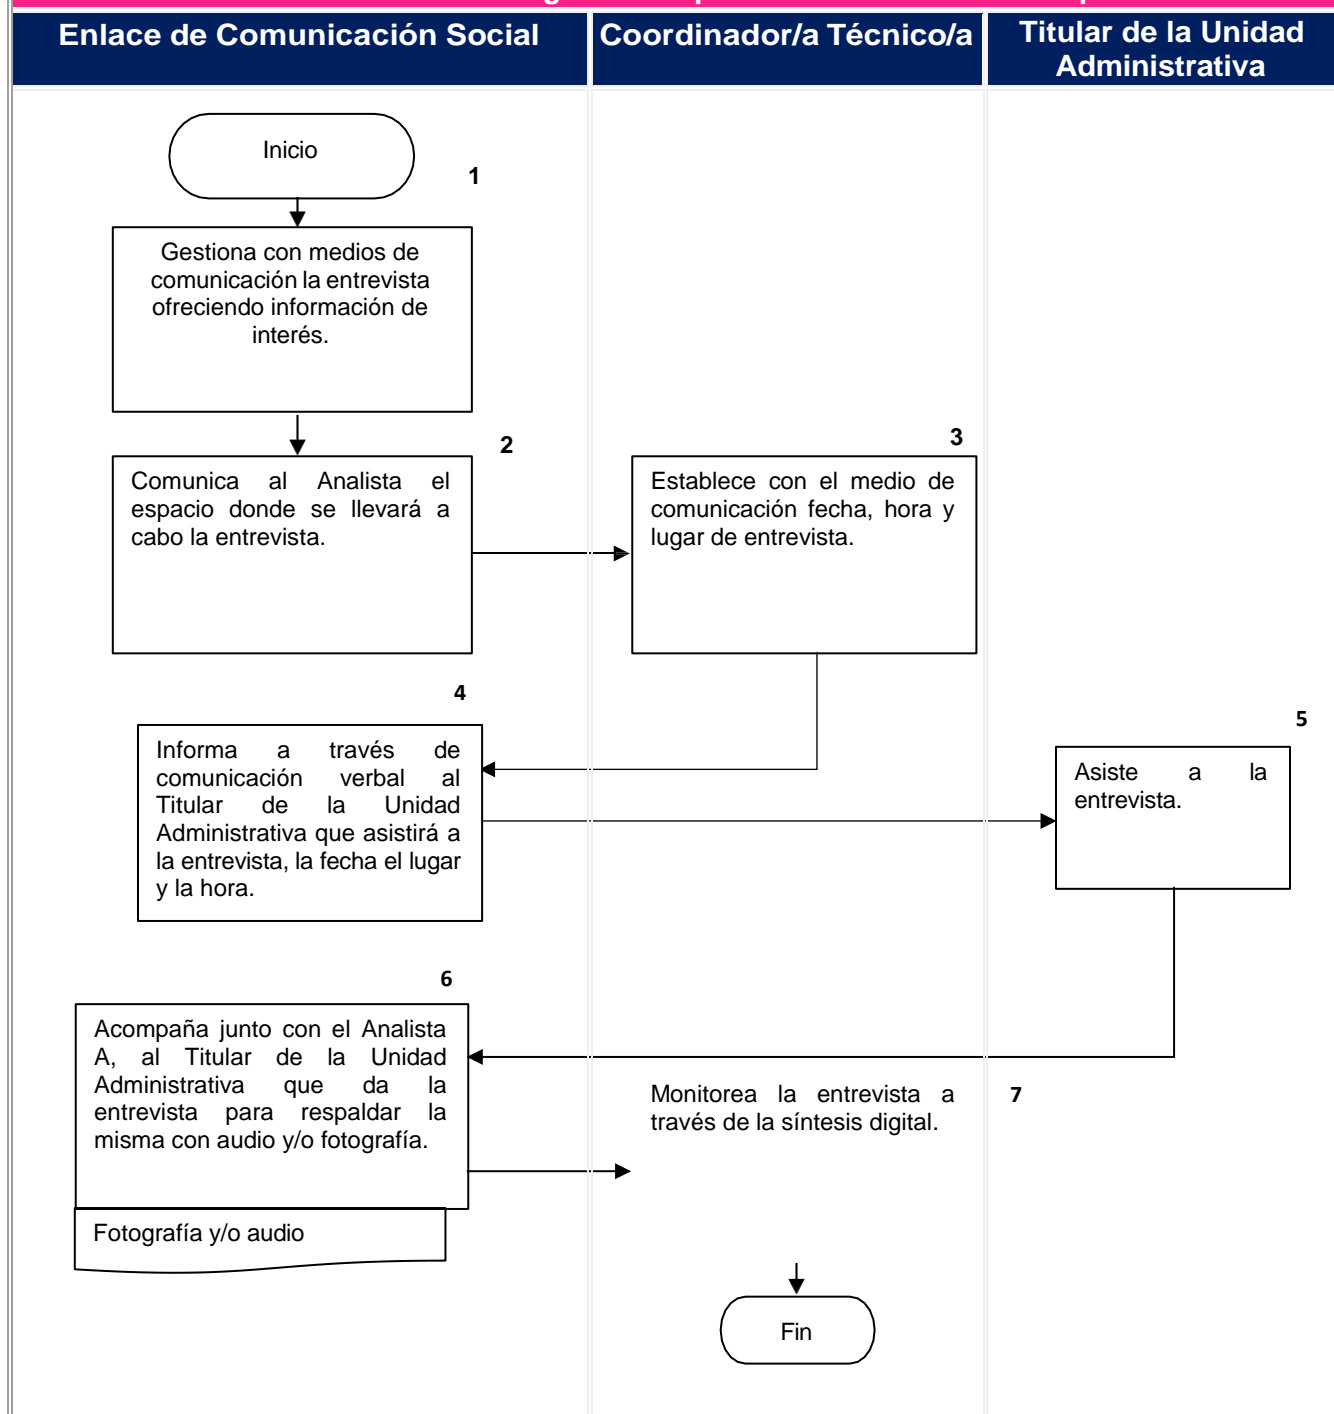 Enlace de Comunicación Social
Coordinador/a Técnico/a
Titular de la Unidad
Administrativa
Inicio
1
Gestiona con medios de
comunicación la entrevista
ofreciendo información de
interés.
2
Comunica al Analista el
espacio donde se llevará a
cabo la entrevista.
3
Establece con el medio de
comunicación fecha, hora y
lugar de entrevista.
4
Informa a través de
comunicación verbal al
Titular de la Unidad
Administrativa que asistirá a
la entrevista, la fecha el lugar
y la hora.
5
Asiste a la
entrevista.
6
Acompaña junto con el Analista
A, al Titular de la Unidad
Administrativa que da la
entrevista para respaldar la
misma con audio y/o fotografía.
Fotografía y/o audio
7
Monitorea la entrevista a
través de la síntesis digital.
Fin